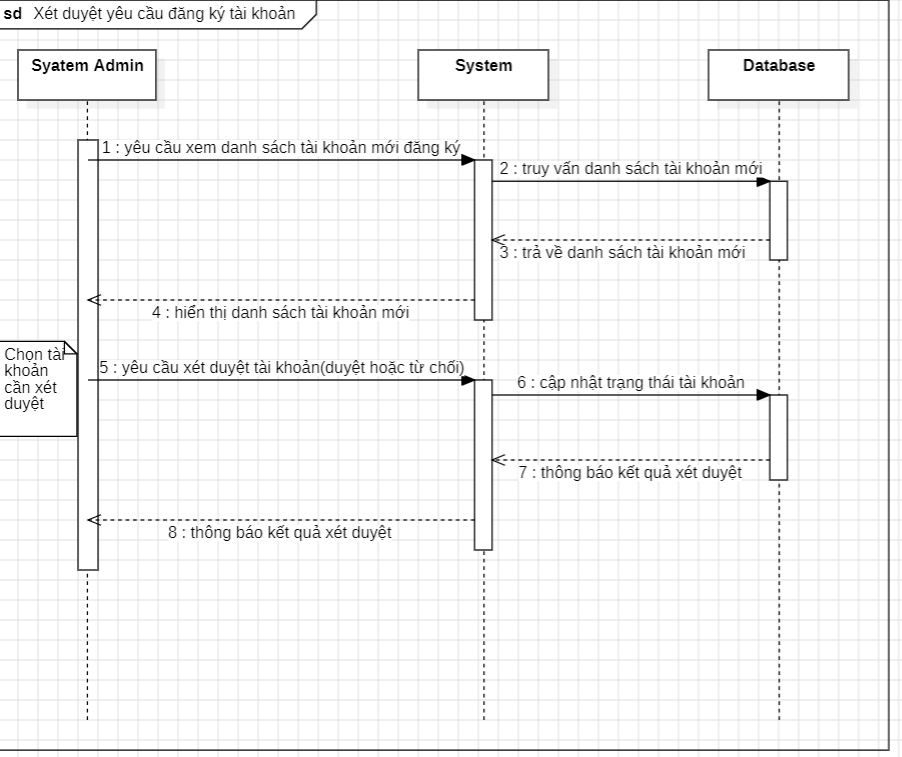 sd Xét duyệt yêu cầu đăng ký tài khoản
Syatem Admin
System
Database
1 : yêu cầu xem danh sách tài khoản mới đăng ký
2 : truy vấn danh sách tài khoản mới
3 : trả về danh sách tài khoản mới
4 : hiển thị danh sách tài khoản mới
Chọn tài
khoản
cần xét
duyệt
5 : yêu cầu xét duyệt tài khoản(duyệt hoặc từ chối)
6 : cập nhật trạng thái tài khoản
7 : thông báo kết quả xét duyệt
8 : thông báo kết quả xét duyệt